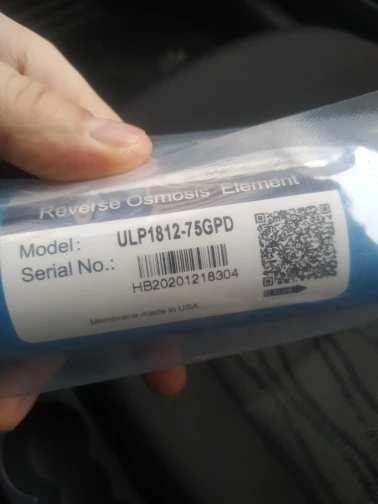 Reverse Osmosis Element
Model: ULP1812-75GPD
Serial No.:
HB20201218304
Membrane made in USA